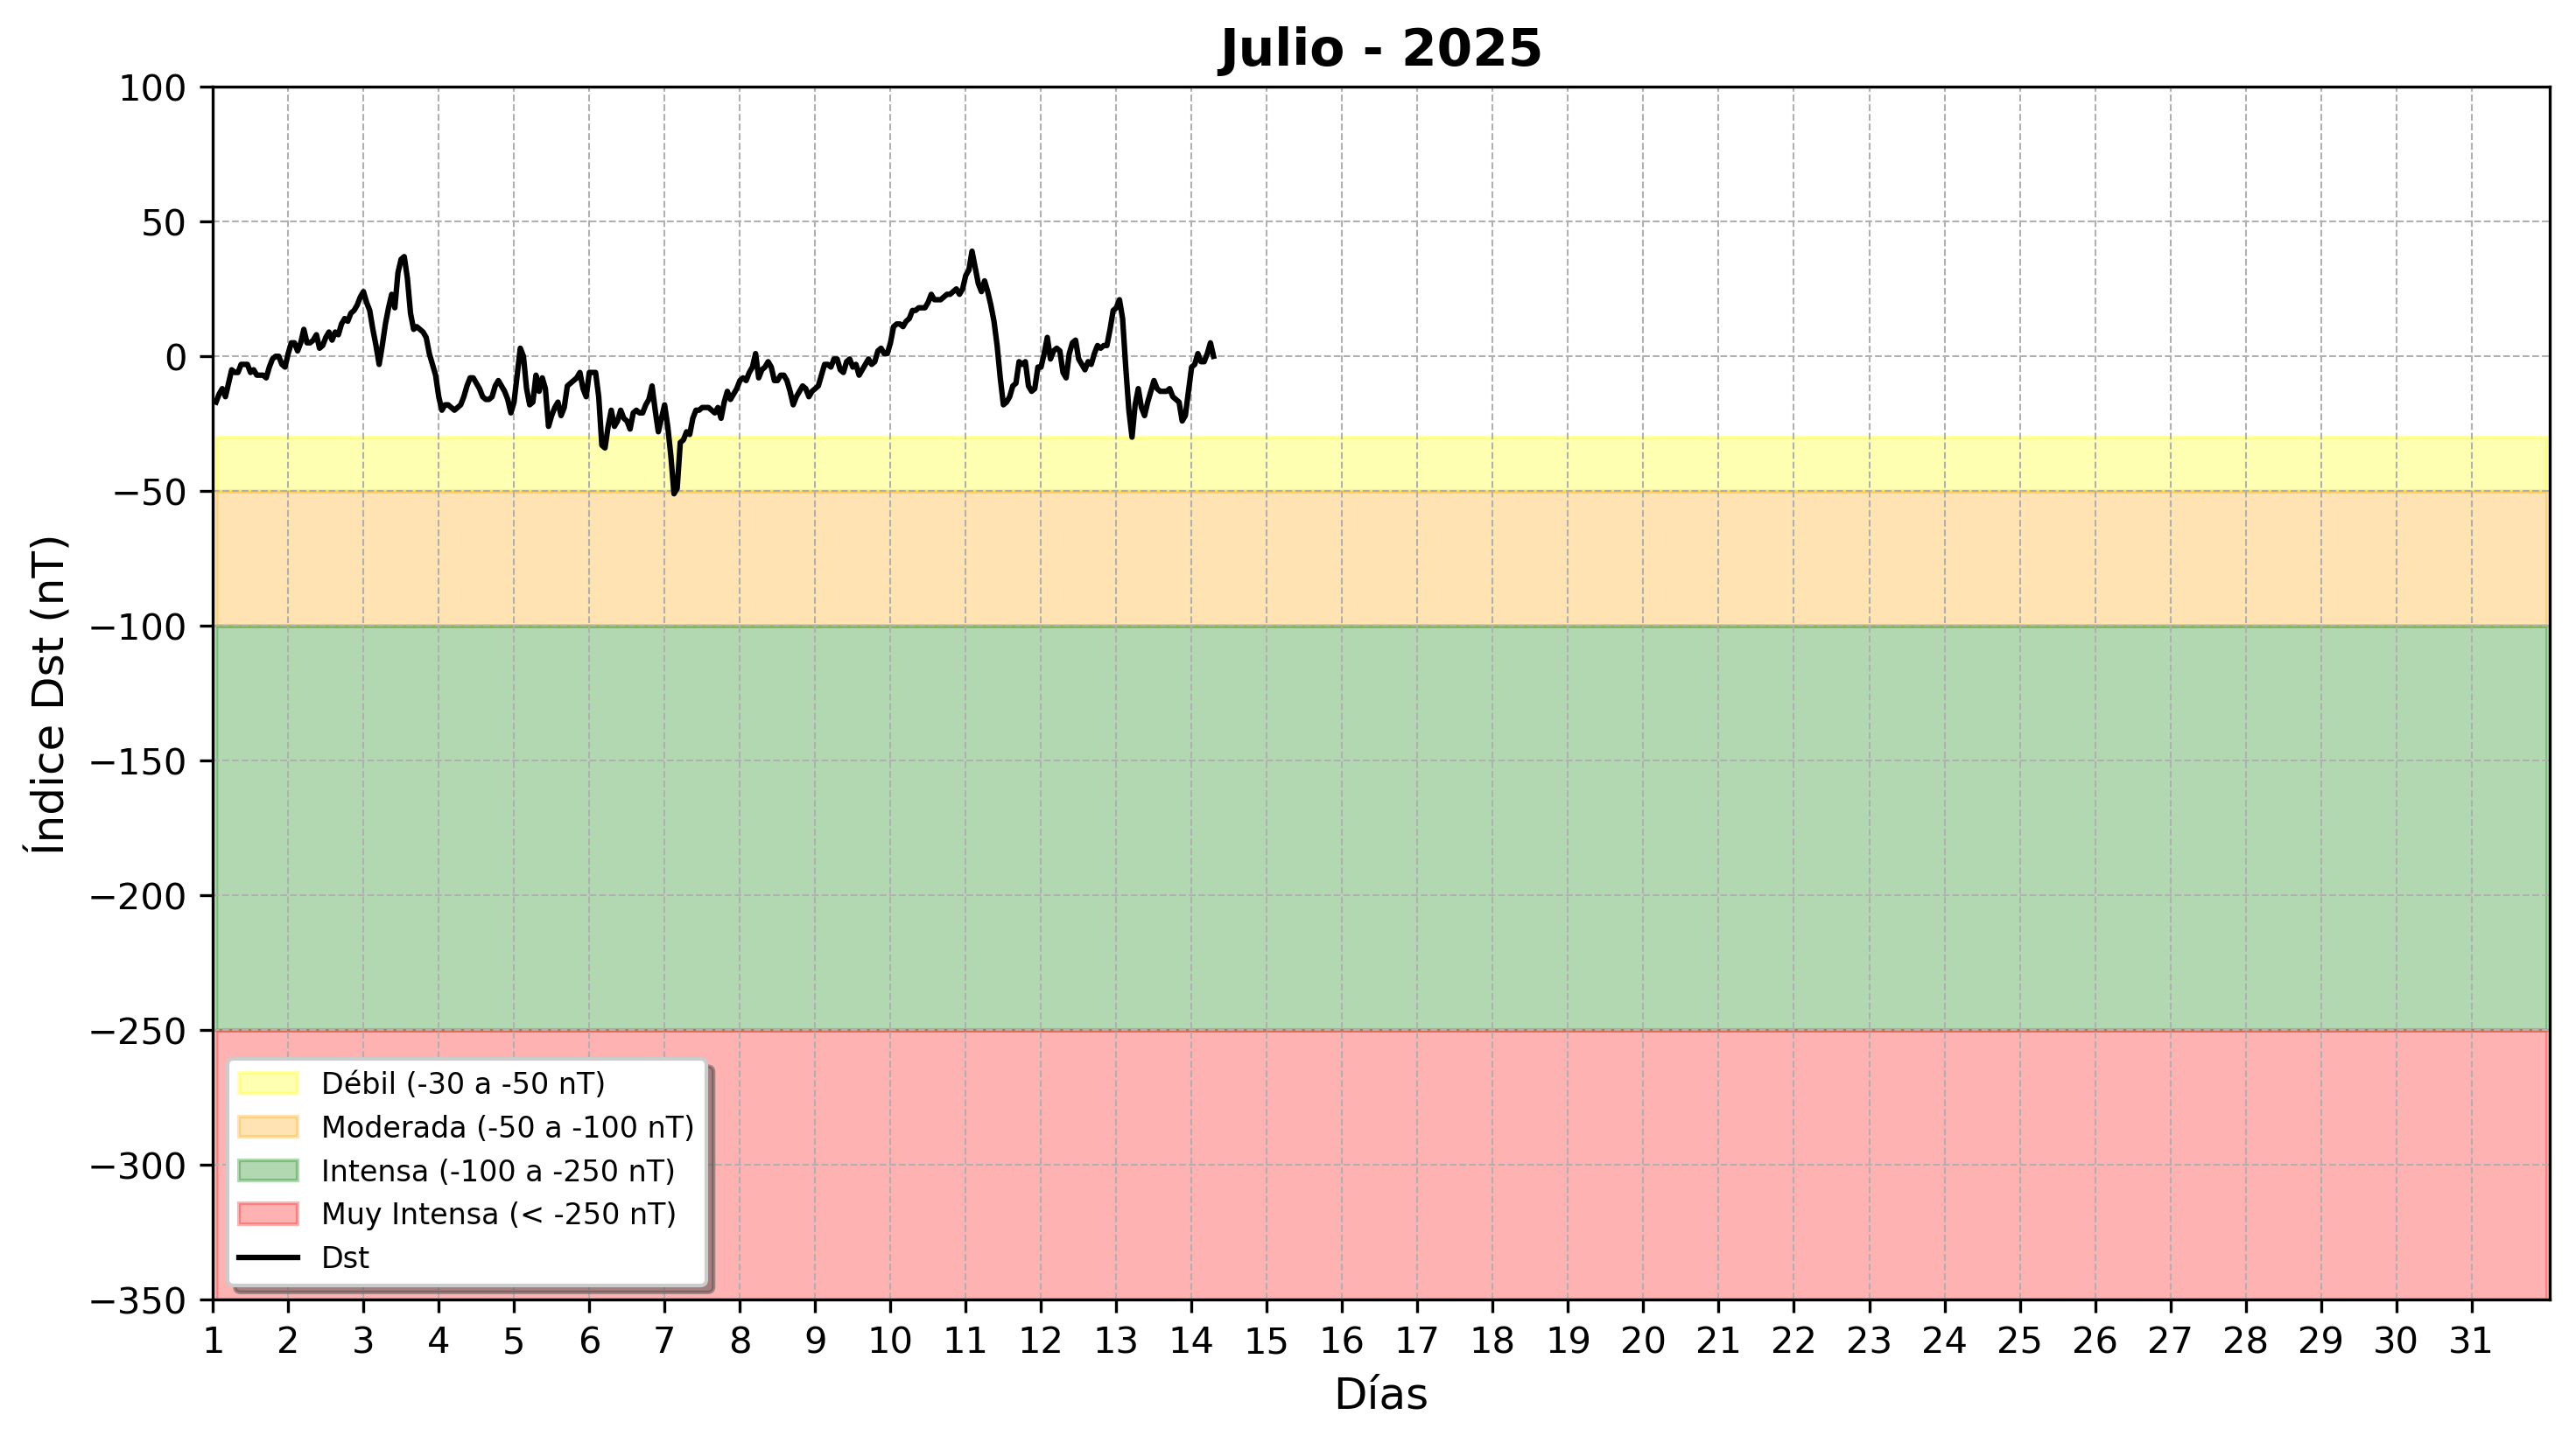 Julio - 2025
100
50
0
−50
−100
−150
−200
−250
−300
−350
Índice Dst (nT)
Débil (-30 a -50 nT)
Moderada (-50 a -100 nT)
Intensa (-100 a -250 nT)
Muy Intensa (< -250 nT)
Dst
1 2 3 4 5 6 7 8 9 10 11 12 13 14 15 16 17 18 19 20 21 22 23 24 25 26 27 28 29 30 31
Días